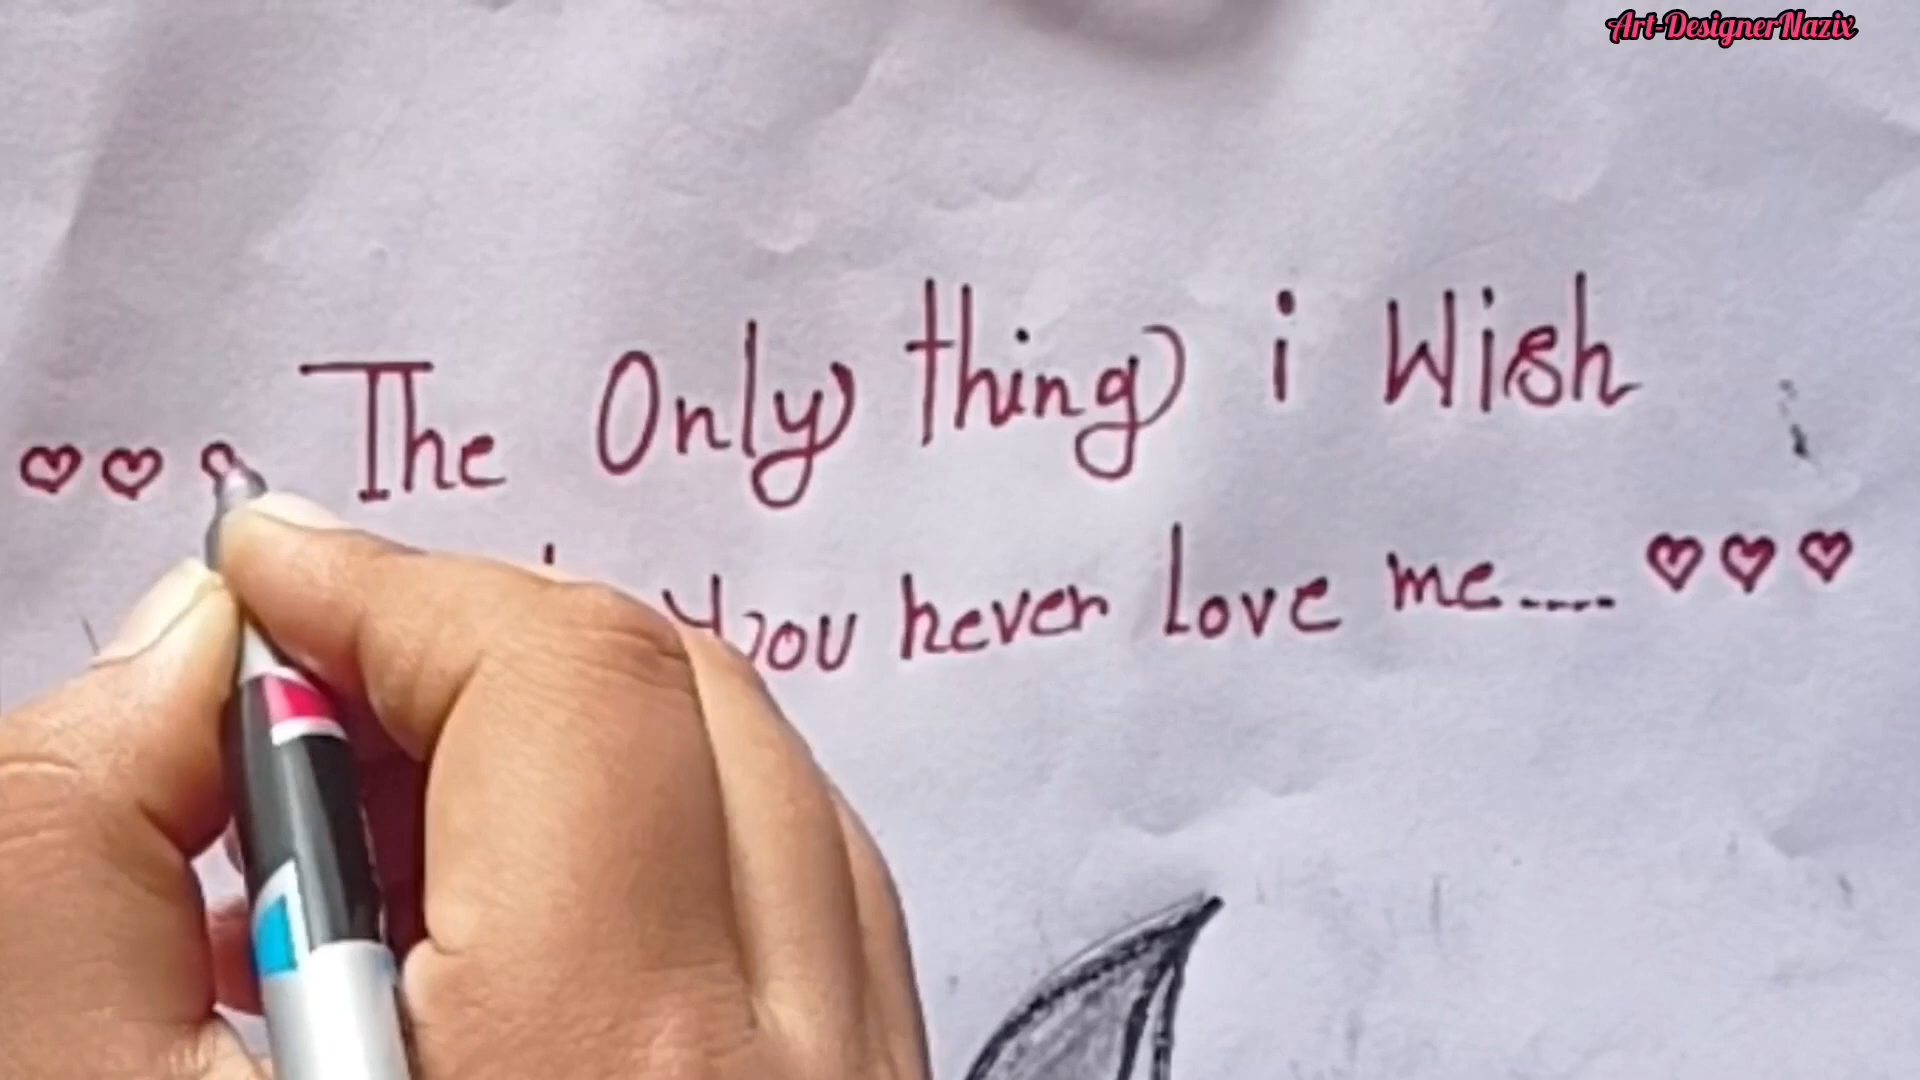 Art-DesignerNazix
The Only thing i Wish
you never love me.....